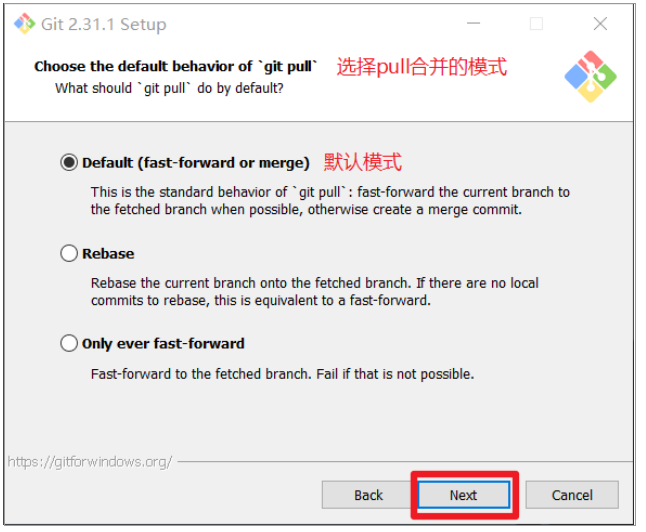 Git 2.31.1 Setup
Choose the default behavior of `git pull` 选择pull合并的模式
What should `git pull` do by default?
Default (fast-forward or merge) 默认模式
This is the standard behavior of `git pull`: fast-forward the current branch to
the fetched branch when possible, otherwise create a merge commit.
Rebase
Rebase the current branch onto the fetched branch. If there are no local
commits to rebase, this is equivalent to a fast-forward.
Only ever fast-forward
Fast-forward to the fetched branch. Fail if that is not possible.
https://gitforwindows.org/
Back Next Cancel